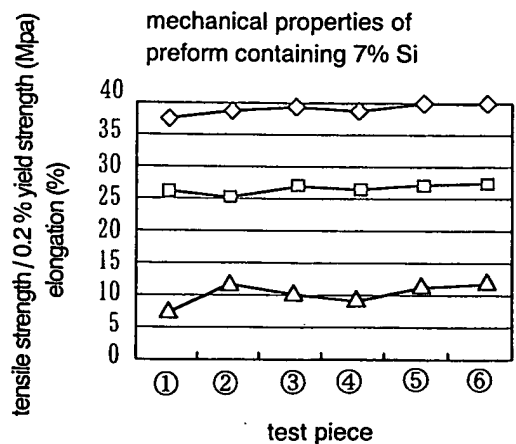 mechanical properties of
preform containing 7% Si
tensile strength / 0.2 % yield strength (Mpa)
elongation (%)
40
35
30
25
20
15
10
5
0
① ② ③ ④ ⑤ ⑥
test piece